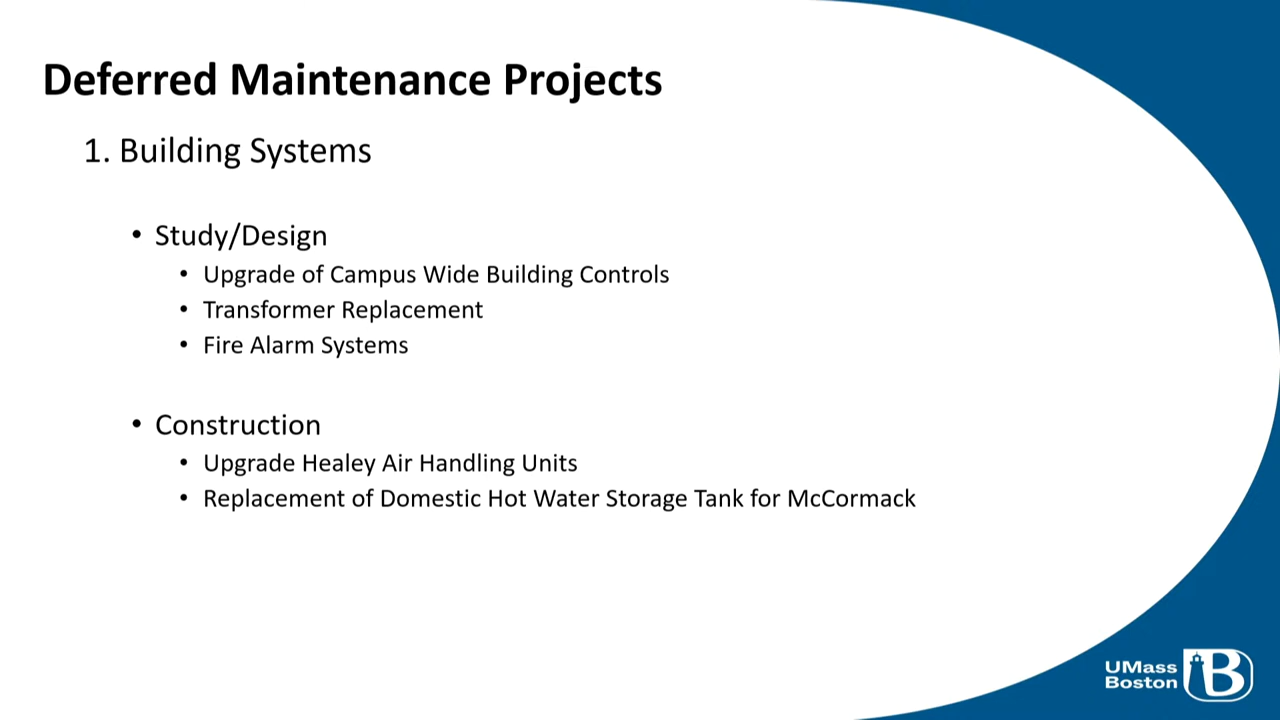 Deferred Maintenance Projects
1. Building Systems
• Study/Design
• Upgrade of Campus Wide Building Controls
• Transformer Replacement
• Fire Alarm Systems
• Construction
• Upgrade Healey Air Handling Units
• Replacement of Domestic Hot Water Storage Tank for McCormack
UMass
Boston
B